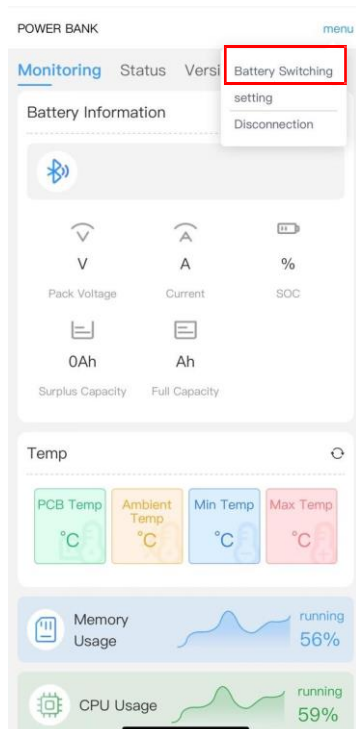 POWER BANK
menu
Monitoring Status Versi
Battery Switching
setting
Disconnection
Battery Information
V
A
%
Pack Voltage
Current
SOC
0Ah
Ah
Surplus Capacity
Full Capacity
Temp
PCB Temp
°C
Ambient
Temp
°C
Min Temp
°C
Max Temp
°C
Memory
Usage
running
56%
CPU Usage
running
59%